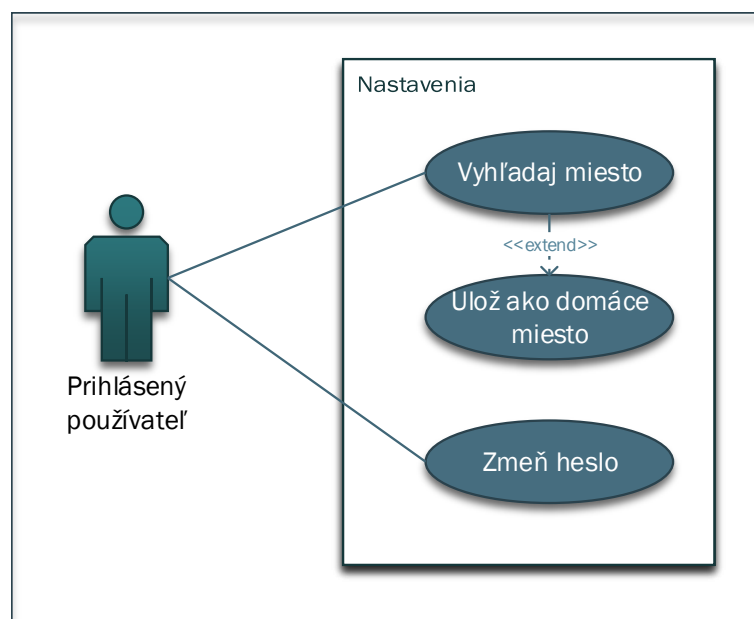 Nastavenia
Vyhľadaj miesto
<<extend>>
Ulož ako domáce
miesto
Prihlásený
používateľ
Zmeň heslo